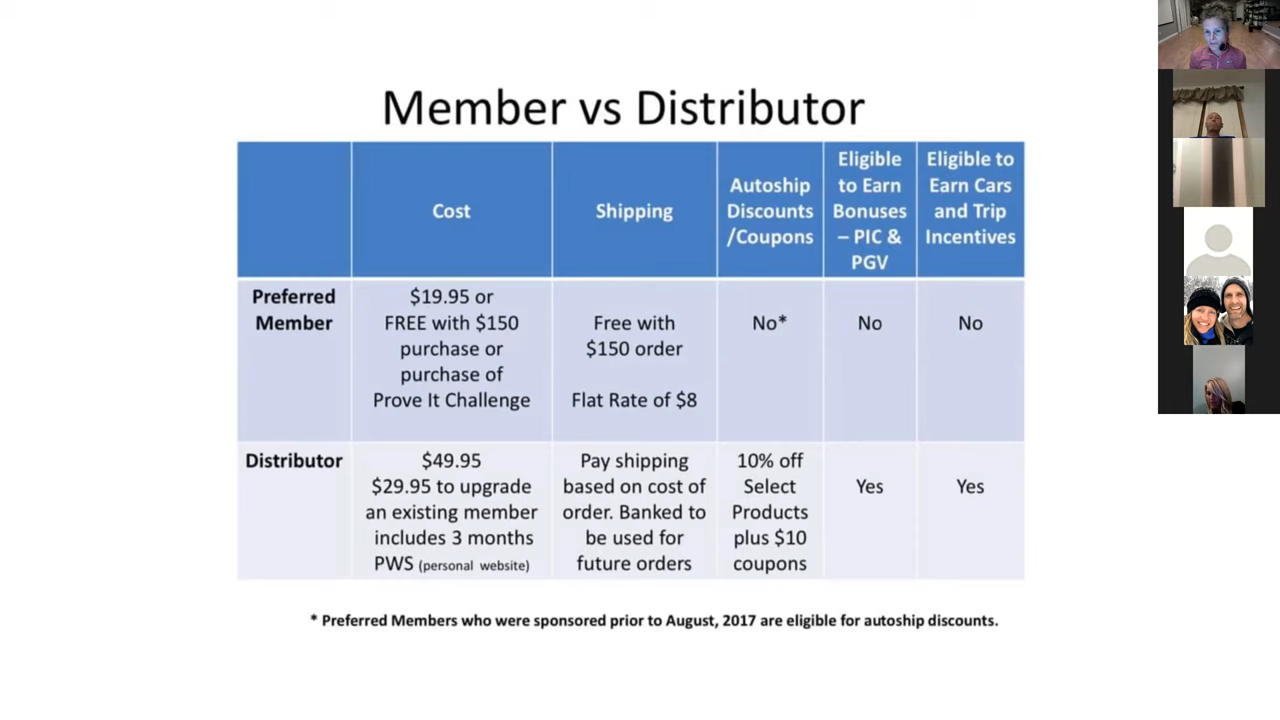 Member vs Distributor
Cost
Shipping
Autoship
Discounts
/Coupons
Eligible
to Earn
Bonuses
– PIC &
PGV
Eligible to
Earn Cars
and Trip
Incentives
Preferred
Member
$19.95 or
FREE with $150
purchase or
purchase of
Prove It Challenge
Free with
$150 order
Flat Rate of $8
No*
No
No
Distributor
$49.95
$29.95 to upgrade
an existing member
includes 3 months
PWS (personal website)
Pay shipping
based on cost of
order. Banked to
be used for
future orders
10% off
Select
Products
plus $10
coupons
Yes
Yes
* Preferred Members who were sponsored prior to August, 2017 are eligible for autoship discounts.